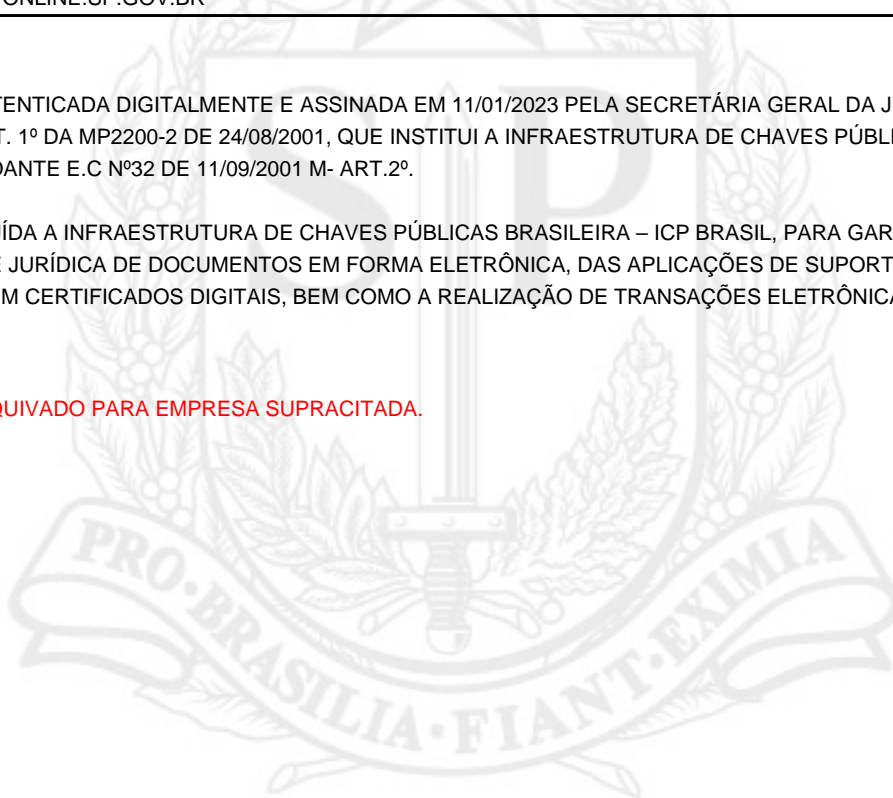 ONLINE.SP.GOV.BR
TENTICADA DIGITALMENTE E ASSINADA EM 11/01/2023 PELA SECRETÁRIA GERAL DA J
T. 1º DA MP2200-2 DE 24/08/2001, QUE INSTITUI A INFRAESTRUTURA DE CHAVES PÚBL
DANTE E.C Nº32 DE 11/09/2001 M- ART.2º.
ÍDA A INFRAESTRUTURA DE CHAVES PÚBLICAS BRASILEIRA – ICP BRASIL, PARA GAR
E JURÍDICA DE DOCUMENTOS EM FORMA ELETRÔNICA, DAS APLICAÇÕES DE SUPORT
M CERTIFICADOS DIGITAIS, BEM COMO A REALIZAÇÃO DE TRANSAÇÕES ELETRÔNICA
QUIVADO PARA EMPRESA SUPRACITADA.
SP
PRO·BRASILIA·FIANT·EXIMIA